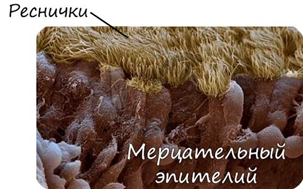 Реснички
Мерцательный
эпителий